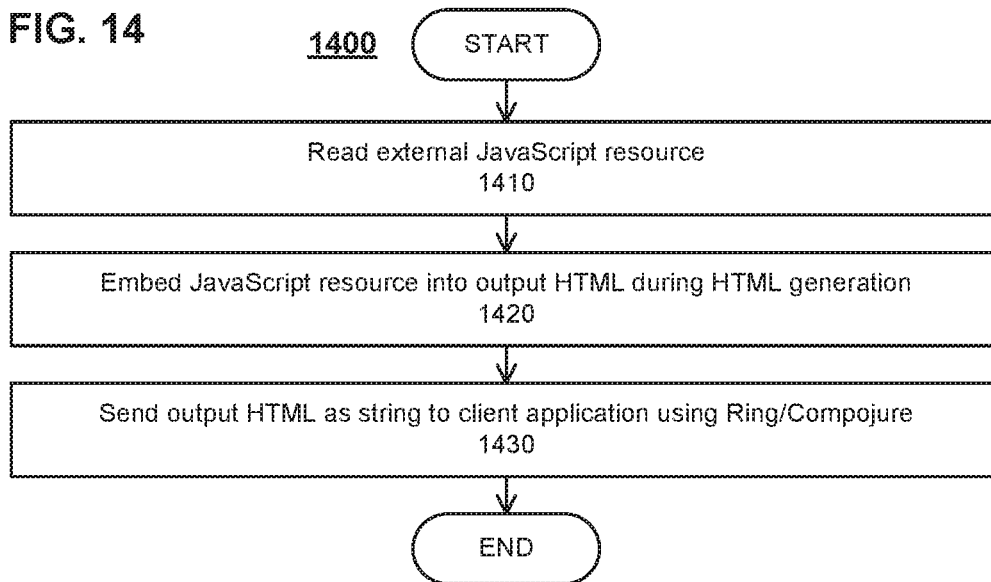 FIG. 14
1400
START
Read external JavaScript resource
1410
Embed JavaScript resource into output HTML during HTML generation
1420
Send output HTML as string to client application using Ring/Compojure
1430
END